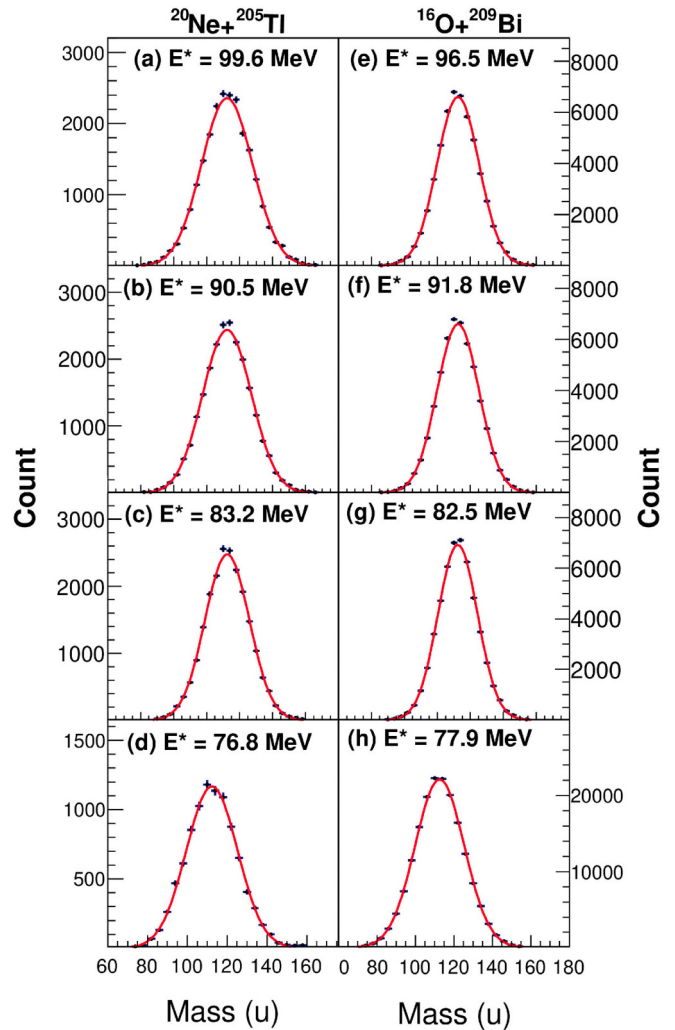 ²⁰Ne+²⁰⁵Tl ¹⁶O+²⁰⁹Bi
(a) E* = 99.6 MeV
3000
2000
1000
(e) E* = 96.5 MeV
8000
6000
4000
2000
(b) E* = 90.5 MeV
3000
2000
1000
(f) E* = 91.8 MeV
8000
6000
4000
2000
(c) E* = 83.2 MeV
3000
2000
1000
(g) E* = 82.5 MeV
8000
6000
4000
2000
(d) E* = 76.8 MeV
1500
1000
500
(h) E* = 77.9 MeV
20000
10000
Count
Count
60 80 100 120 140 160
0 60 80 100 120 140 160 180
Mass (u) Mass (u)